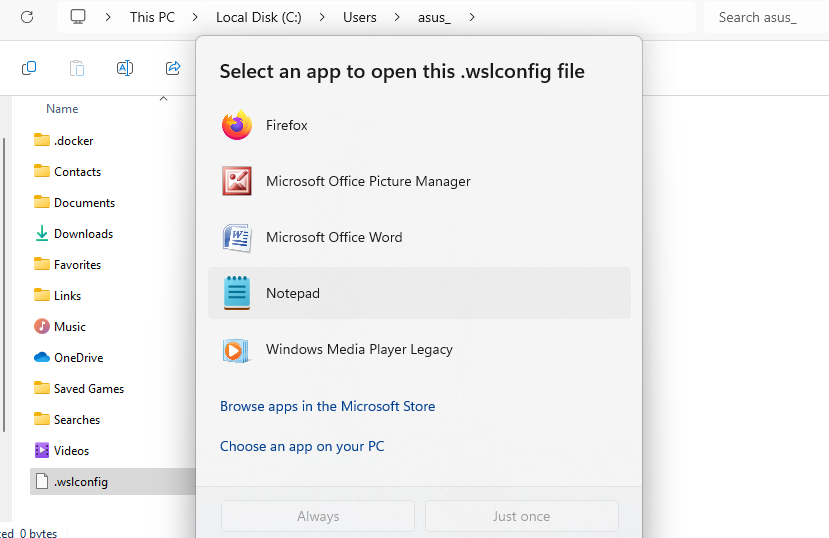 This PC > Local Disk (C:) > Users > asus_ >
Search asus_
Name
.docker
Contacts
Documents
Downloads
Favorites
Links
Music
OneDrive
Saved Games
Searches
Videos
.wslconfig
0 bytes
Select an app to open this .wslconfig file
Firefox
Microsoft Office Picture Manager
Microsoft Office Word
Notepad
Windows Media Player Legacy
Browse apps in the Microsoft Store
Choose an app on your PC
Always
Just once